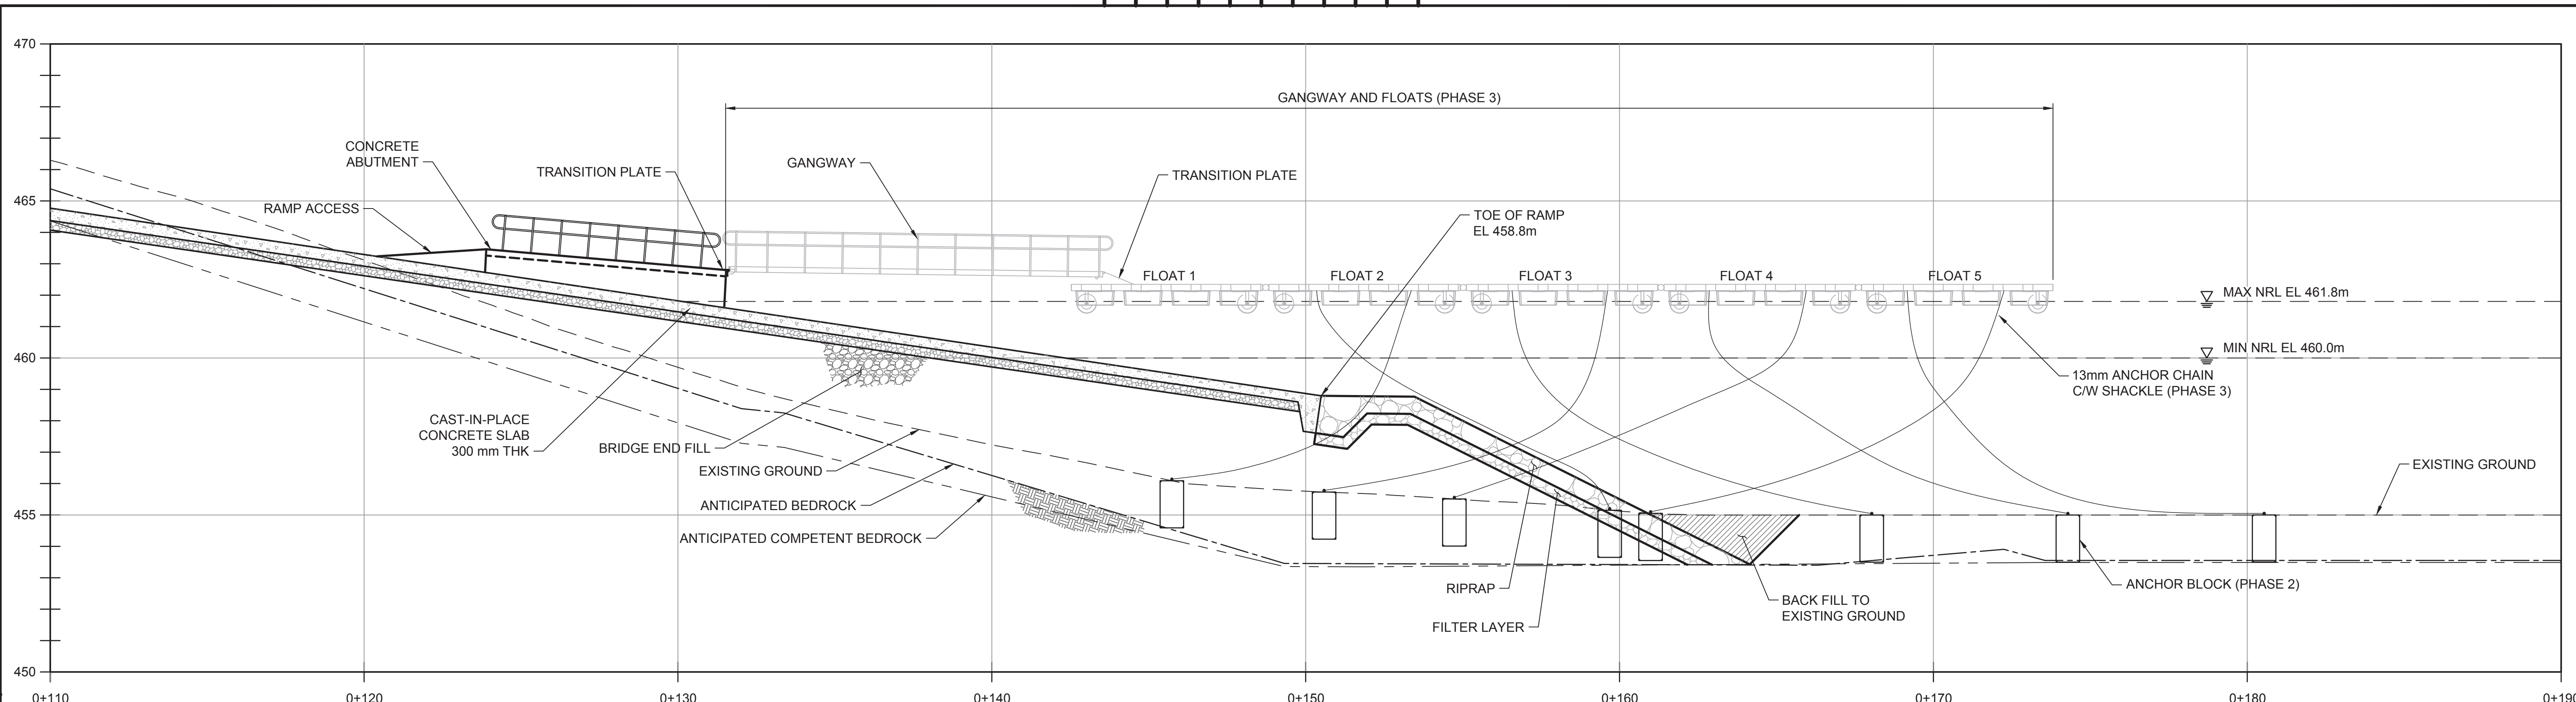 470
GANGWAY AND FLOATS (PHASE 3)
CONCRETE
ABUTMENT
TRANSITION PLATE
GANGWAY
TRANSITION PLATE
465
RAMP ACCESS
TOE OF RAMP
EL 458.8m
FLOAT 1
FLOAT 2
FLOAT 3
FLOAT 4
FLOAT 5
MAX NRL EL 461.8m
MIN NRL EL 460.0m
460
13mm ANCHOR CHAIN
C/W SHACKLE (PHASE 3)
CAST-IN-PLACE
CONCRETE SLAB
300 mm THK
BRIDGE END FILL
EXISTING GROUND
EXISTING GROUND
ANTICIPATED BEDROCK
455
ANTICIPATED COMPETENT BEDROCK
RIPRAP
ANCHOR BLOCK (PHASE 2)
BACK FILL TO
EXISTING GROUND
FILTER LAYER
450
0+110
0+120
0+130
0+140
0+150
0+160
0+170
0+180
0+190